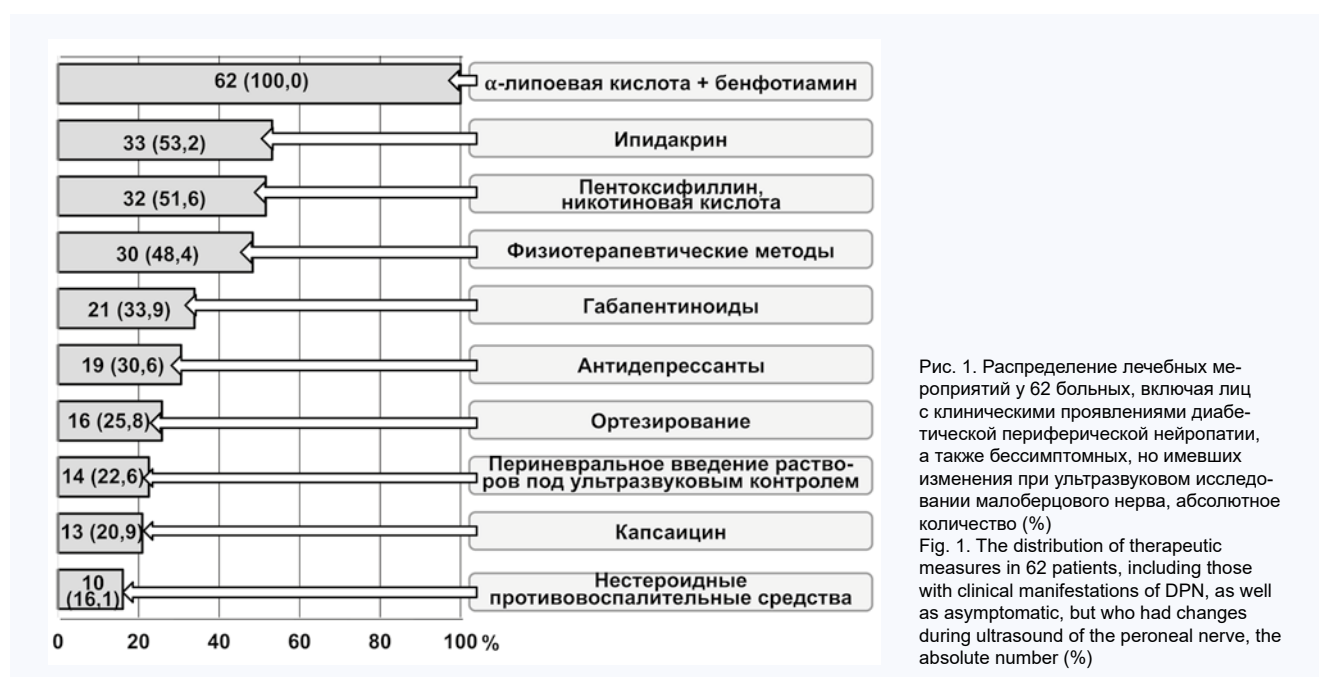 62 (100,0)
α-липоевая кислота + бенфотиамин
33 (53,2)
Ипидакрин
32 (51,6)
Пентоксифиллин,
никотиновая кислота
30 (48,4)
Физиотерапевтические методы
21 (33,9)
Габапентиноиды
19 (30,6)
Антидепрессанты
16 (25,8)
Ортезирование
14 (22,6)
Периневральное введение раство-
ров под ультразвуковым контролем
13 (20,9)
Капсаицин
10
(16,1)
Нестероидные
противовоспалительные средства
0 20 40 60 80 100 %
Рис. 1. Распределение лечебных ме-
роприятий у 62 больных, включая лиц
с клиническими проявлениями диабе-
тической периферической нейропатии,
а также бессимптомных, но имевших
изменения при ультразвуковом исследо-
вании малоберцового нерва, абсолютное
количество (%)
Fig. 1. The distribution of therapeutic
measures in 62 patients, including those
with clinical manifestations of DPN, as well
as asymptomatic, but who had changes
during ultrasound of the peroneal nerve, the
absolute number (%)